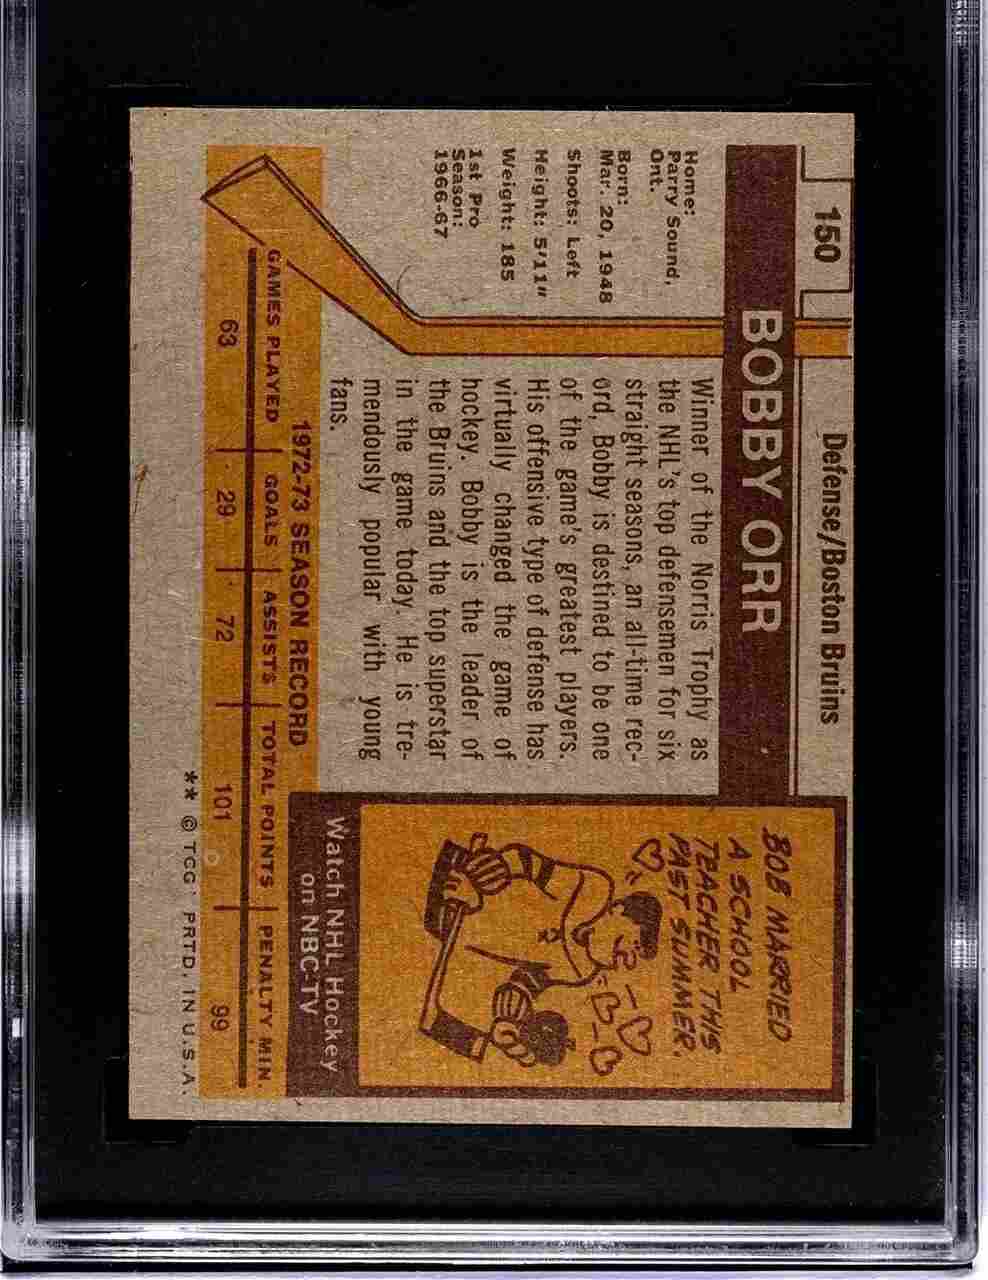 150
Defense/Boston Bruins
BOBBY ORR
Home:
Parry Sound,
Ont.
Born:
Mar. 20, 1948
Shoots: Left
Height: 5'11"
Weight: 185
1st Pro
Season:
1966-67
Winner of the Norris Trophy as
the NHL's top defensemen for six
straight seasons, an all-time rec-
ord, Bobby is destined to be one
of the game's greatest players.
His offensive type of defense has
virtually changed the game of
hockey. Bobby is the leader of
the Bruins and the top superstar
in the game today. He is tre-
mendously popular with young
fans.
BOB MARRIED
A SCHOOL
TEACHER THIS
PAST SUMMER.
Watch NHL Hockey
on NBC-TV
1972-73 SEASON RECORD
GAMES PLAYED GOALS ASSISTS TOTAL POINTS PENALTY MIN.
63 29 72 101 99
** © TCG PRTD. IN U.S.A.